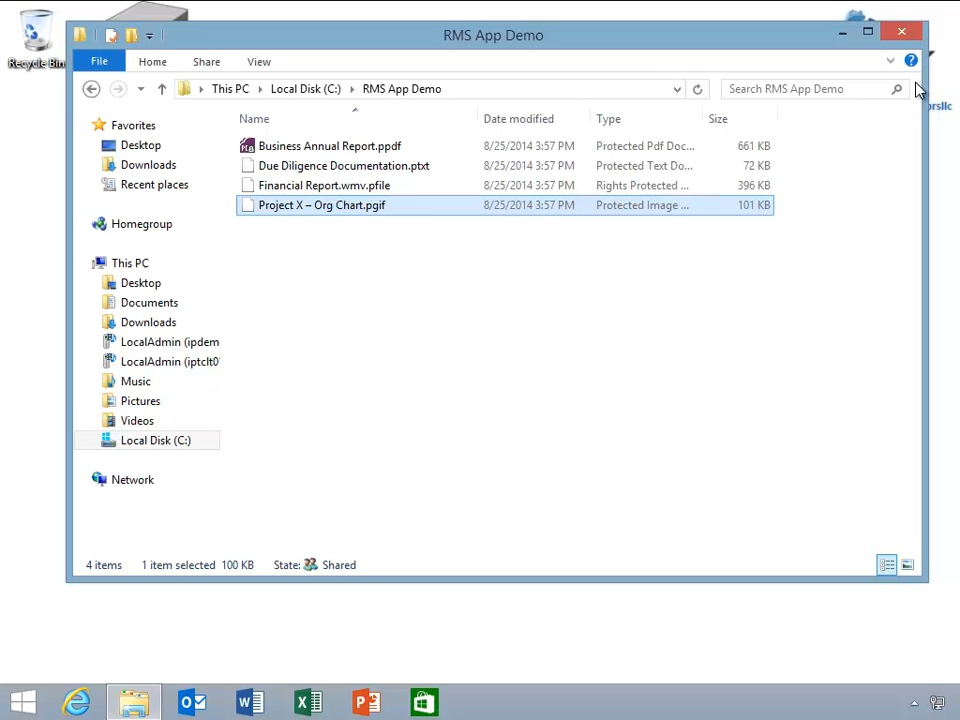 RMS App Demo
Recycle Bin
File Home Share View
This PC Local Disk (C:) RMS App Demo
Search RMS App Demo
Name Date modified Type Size
Business Annual Report.ppdf 8/25/2014 3:57 PM Protected Pdf Doc... 661 KB
Due Diligence Documentation.ptxt 8/25/2014 3:57 PM Protected Text Do... 72 KB
Financial Report.wmv.pfile 8/25/2014 3:57 PM Rights Protected ... 396 KB
Project X – Org Chart.pgif 8/25/2014 3:57 PM Protected Image ... 101 KB
Favorites
Desktop
Downloads
Recent places
Homegroup
This PC
Desktop
Documents
Downloads
LocalAdmin (ipdem
LocalAdmin (iptclt0
Music
Pictures
Videos
Local Disk (C:)
Network
4 items 1 item selected 100 KB State: Shared